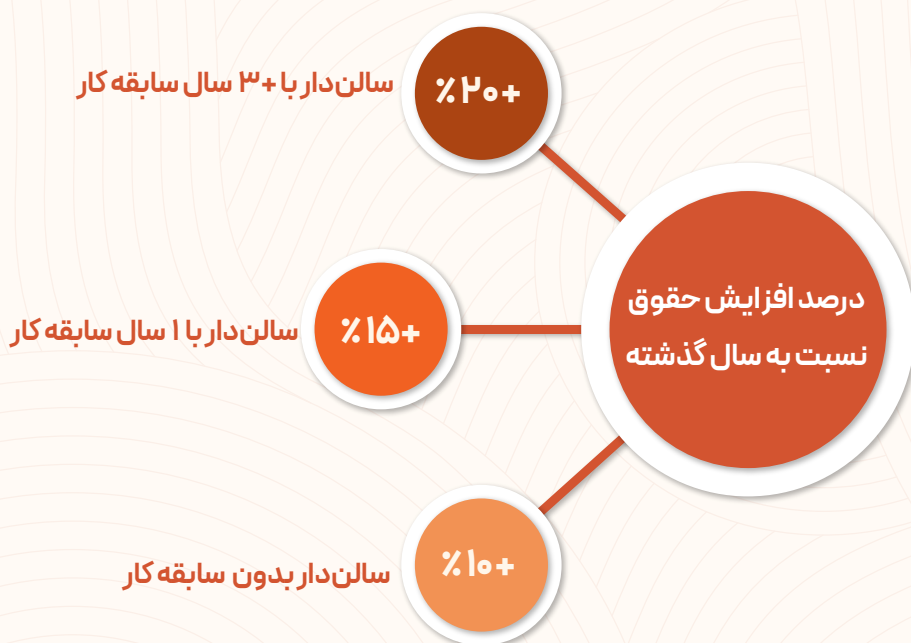 درصد افزایش حقوق
نسبت به سال گذشته
+۲۰٪
سالن‌دار با +۳ سال سابقه کار
+۱۵٪
سالن‌دار با ۱ سال سابقه کار
+۱۰٪
سالن‌دار بدون سابقه کار